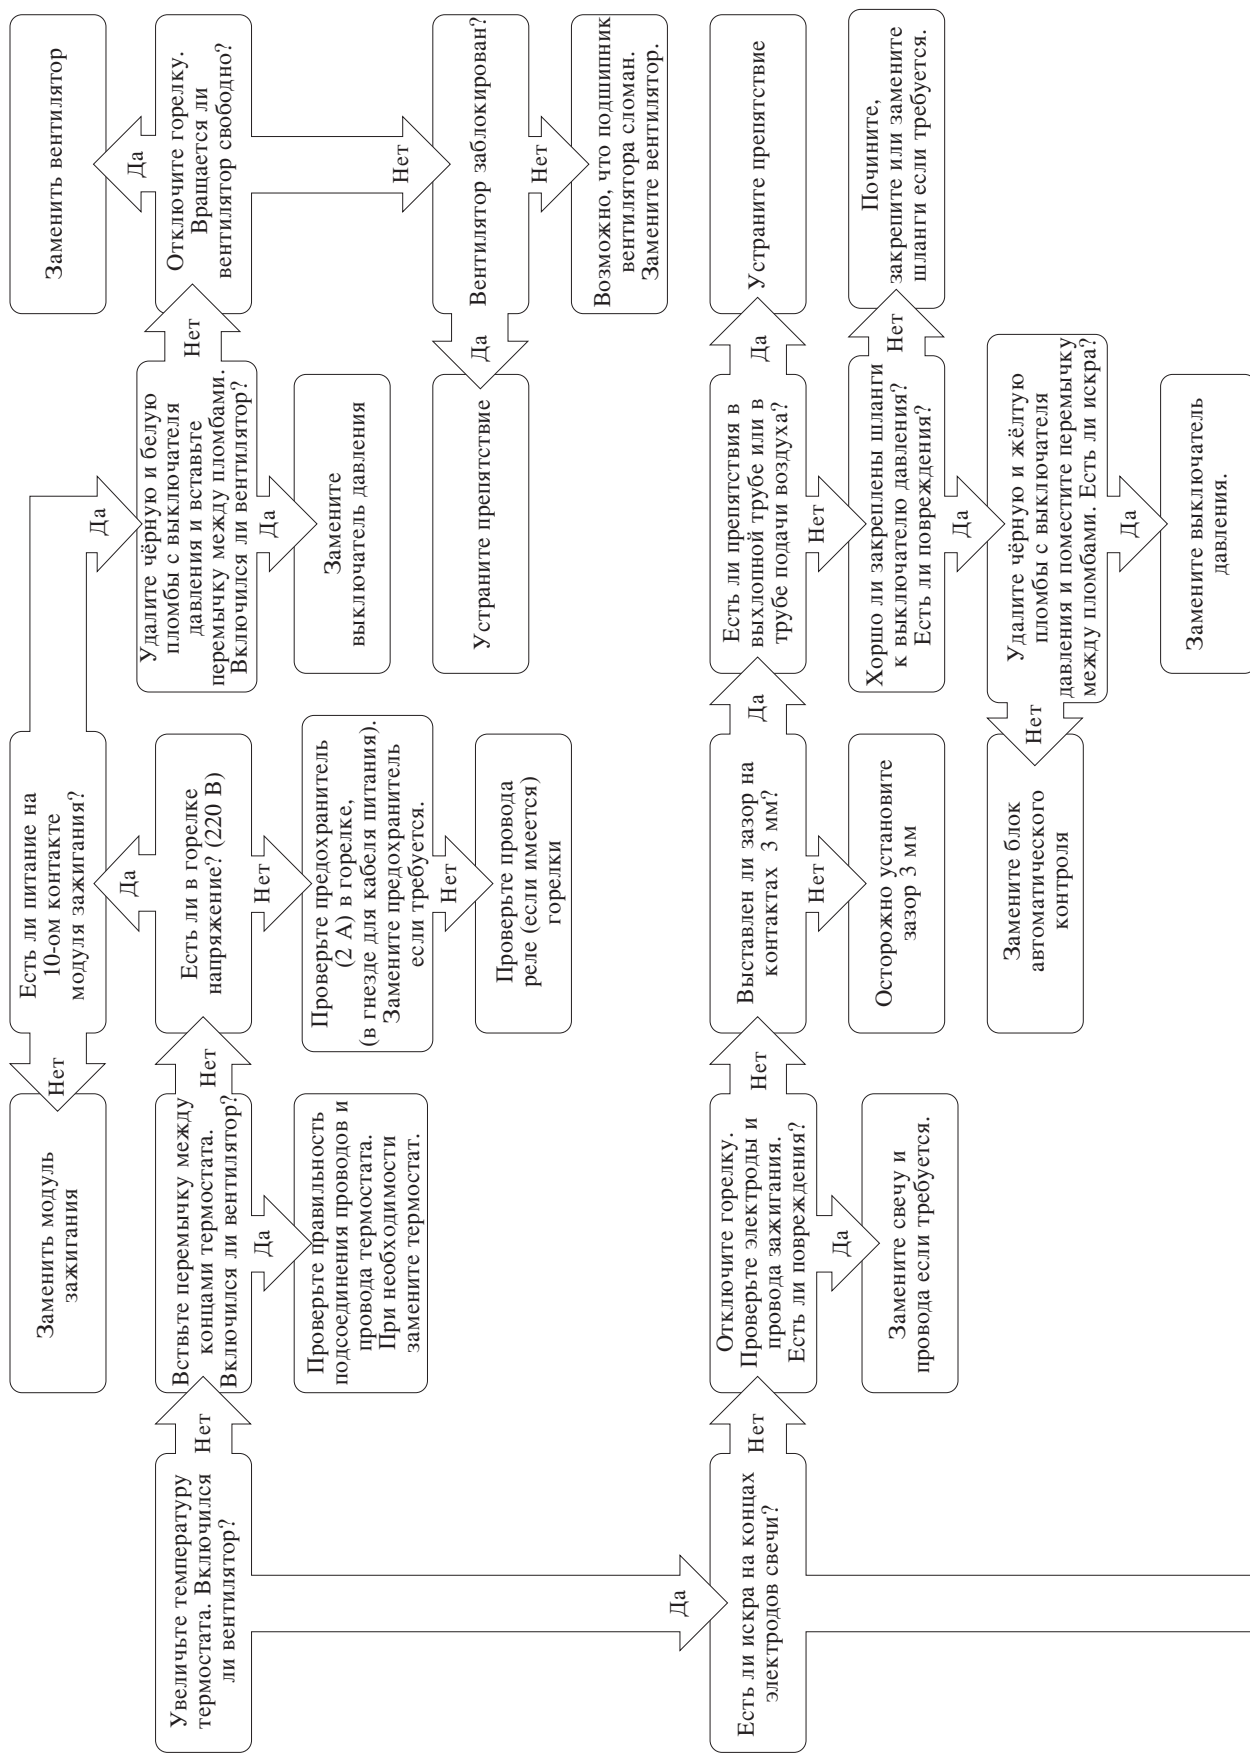 Увеличьте температуру
термостата. Включился
ли вентилятор?
Нет
Да
Вствьте перемычку между
концами термостата.
Включился ли вентилятор?
Да
Проверьте правильность
подсоединения проводов и
провода термостата.
При необходимости
замените термостат.
Нет
Есть ли в горелке
напряжение? (220 В)
Да
Нет
Проверьте предохранитель
(2 А) в горелке,
(в гнезде для кабеля питания).
Замените предохранитель
если требуется.
Нет
Проверьте провода
реле (если имеется)
горелки
Есть ли питание на
10-ом контакте
модуля зажигания?
Нет
Заменить модуль
зажигания
Да
Удалите чёрную и белую
пломбы с выключателя
давления и вставьте
перемычку между пломбами.
Включился ли вентилятор?
Да
Замените
выключатель давления
Нет
Отключите горелку.
Вращается ли
вентилятор свободно?
Да
Заменить вентилятор
Нет
Вентилятор заблокирован?
Да
Устраните препятствие
Нет
Возможно, что подшипник
вентилятора сломан.
Замените вентилятор.
Есть ли искра на концах
электродов свечи?
Нет
Отключите горелку.
Проверьте электроды и
провода зажигания.
Есть ли повреждения?
Да
Замените свечу и
провода если требуется.
Нет
Выставлен ли зазор на
контактах 3 мм?
Нет
Осторожно установите
зазор 3 мм
Да
Есть ли препятствия в
выхлопной трубе или в
трубе подачи воздуха?
Да
Устраните препятствие
Нет
Хоршо ли закреплены шланги
к выключателю давления?
Есть ли повреждения?
Нет
Почините,
закрепите или замените
шланги если требуется.
Да
Удалите чёрную и жёлтую
пломбы с выключателя
давления и поместите перемычку
между пломбами. Есть ли искра?
Нет
Замените блок
автоматического
контроля
Да
Замените выключатель
давления.